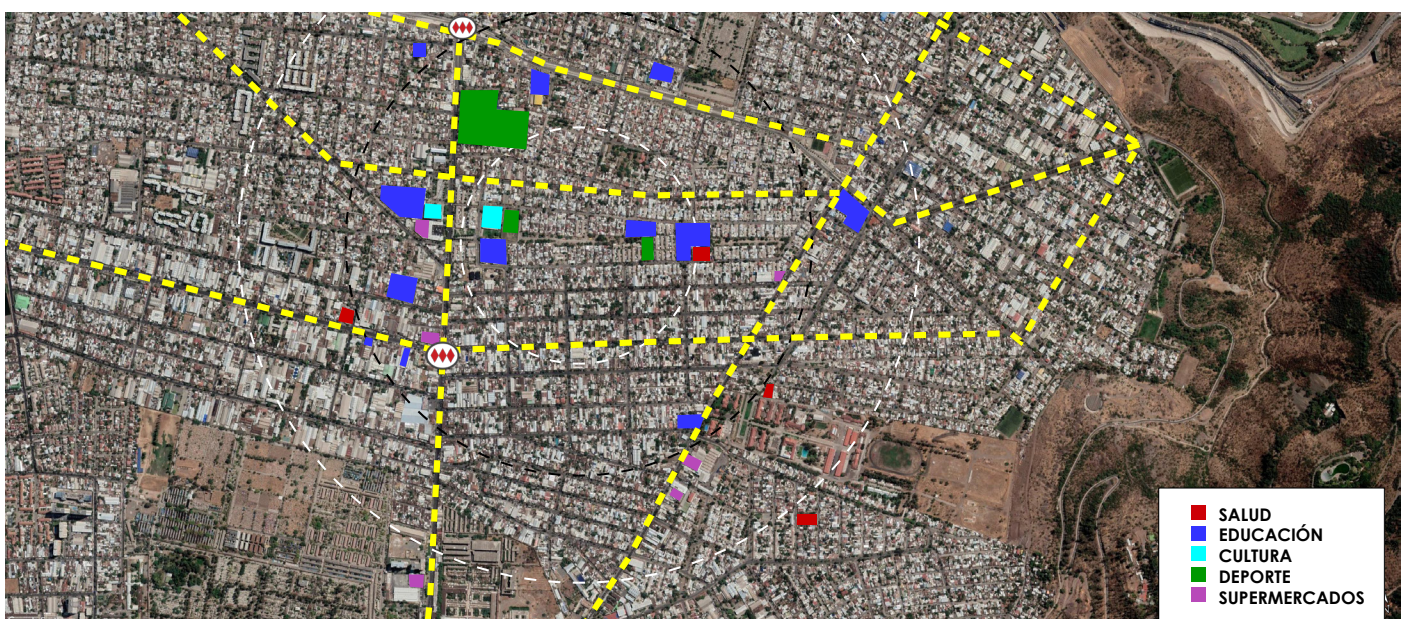 SALUD
EDUCACIÓN
CULTURA
DEPORTE
SUPERMERCADOS